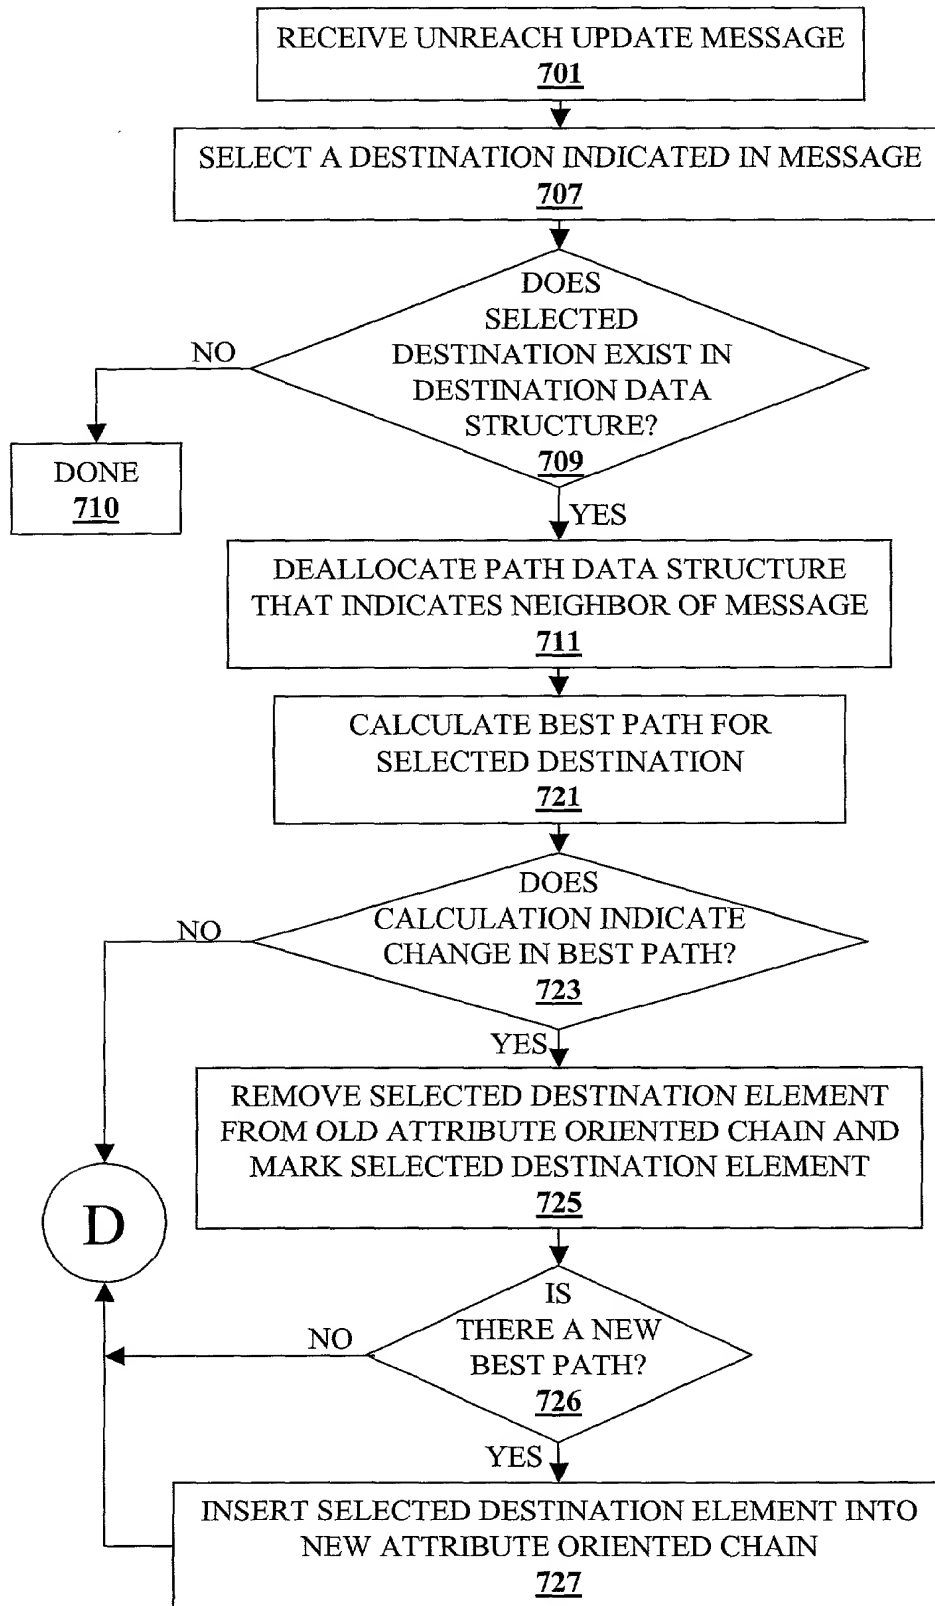 RECEIVE UNREACH UPDATE MESSAGE
701
SELECT A DESTINATION INDICATED IN MESSAGE
707
DOES
SELECTED
DESTINATION EXIST IN
DESTINATION DATA
STRUCTURE?
709
NO
DONE
710
YES
DEALLOCATE PATH DATA STRUCTURE
THAT INDICATES NEIGHBOR OF MESSAGE
711
CALCULATE BEST PATH FOR
SELECTED DESTINATION
721
DOES
CALCULATION INDICATE
CHANGE IN BEST PATH?
723
NO
YES
REMOVE SELECTED DESTINATION ELEMENT
FROM OLD ATTRIBUTE ORIENTED CHAIN AND
MARK SELECTED DESTINATION ELEMENT
725
D
IS
THERE A NEW
BEST PATH?
726
NO
YES
INSERT SELECTED DESTINATION ELEMENT INTO
NEW ATTRIBUTE ORIENTED CHAIN
727